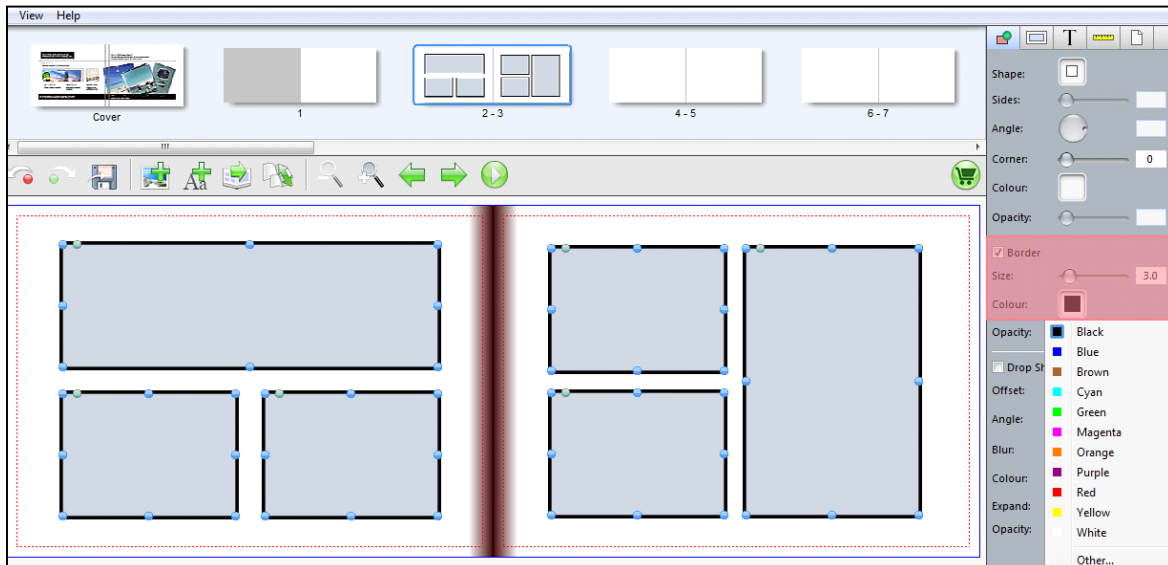 View Help
Cover
1
2 - 3
4 - 5
6 - 7
T
Shape:
Sides:
Angle:
Corner: 0
Colour:
Opacity:
Aa
Border
Size: 3.0
Colour:
Opacity:
Black
Blue
Brown
Cyan
Green
Magenta
Orange
Purple
Red
Yellow
White
Other...
Drop Sh
Offset:
Angle:
Blur:
Colour:
Expand:
Opacity: